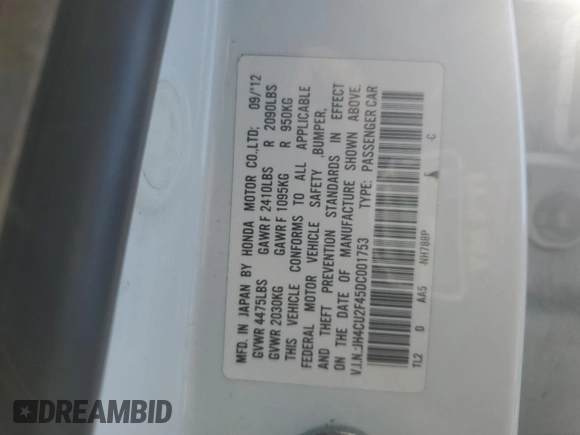 MFD. IN JAPAN BY HONDA MOTOR CO.,LTD; 09/'12
GVWR 4475LBS GAWR F 2410LBS R 2090LBS
GVWR 2030KG GAWR F 1095KG R 950KG
THIS VEHICLE CONFORMS TO ALL APPLICABLE
FEDERAL MOTOR VEHICLE SAFETY ,BUMPER,
AND THEFT PREVENTION STANDARDS IN EFFECT
ON THE DATE OF MANUFACTURE SHOWN ABOVE.
V.I.N.:JH4CU2F45DC001753 TYPE: PASSENGER CAR
TL2 D AA5 -NH788P C
DREAMBID